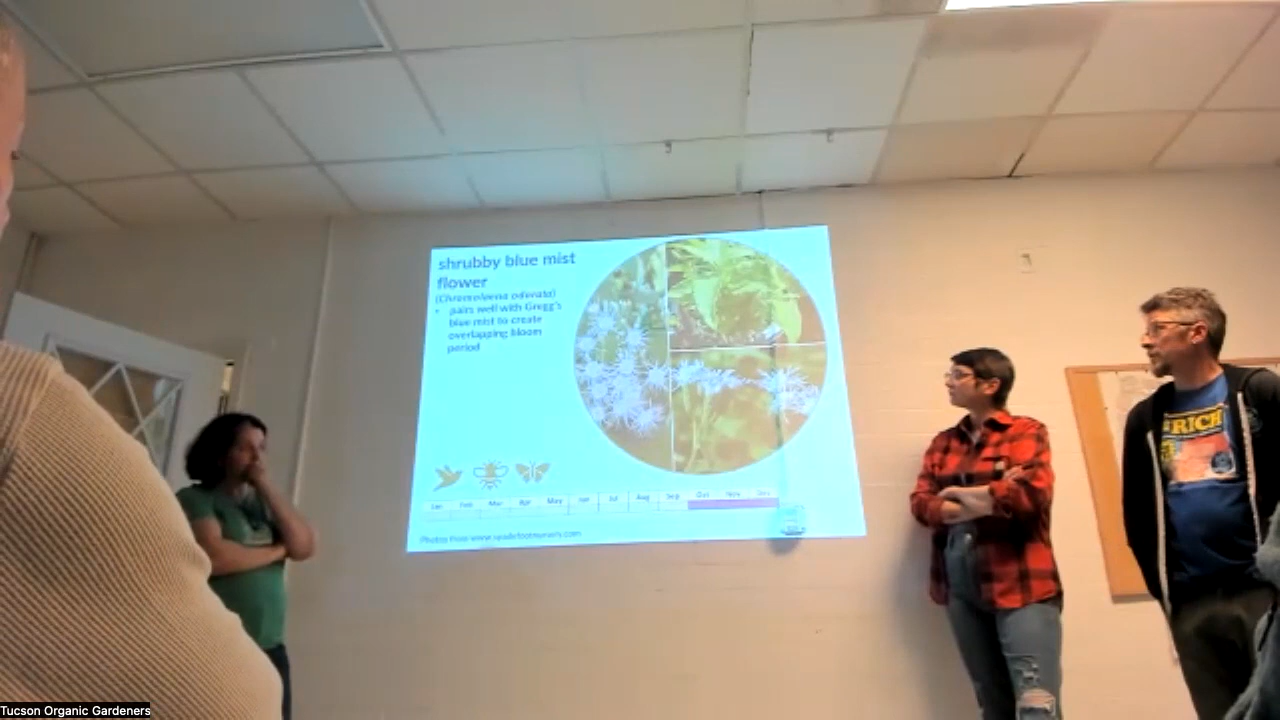 shrubby blue mist
flower
(Chromolaena odorata)
• pairs well with Gregg's
blue mist to create
overlapping bloom
period
Jan Feb Mar Apr May Jun Jul Aug Sep Oct Nov Dec
Photos from www.spadefootnursery.com
RICH
Tucson Organic Gardeners